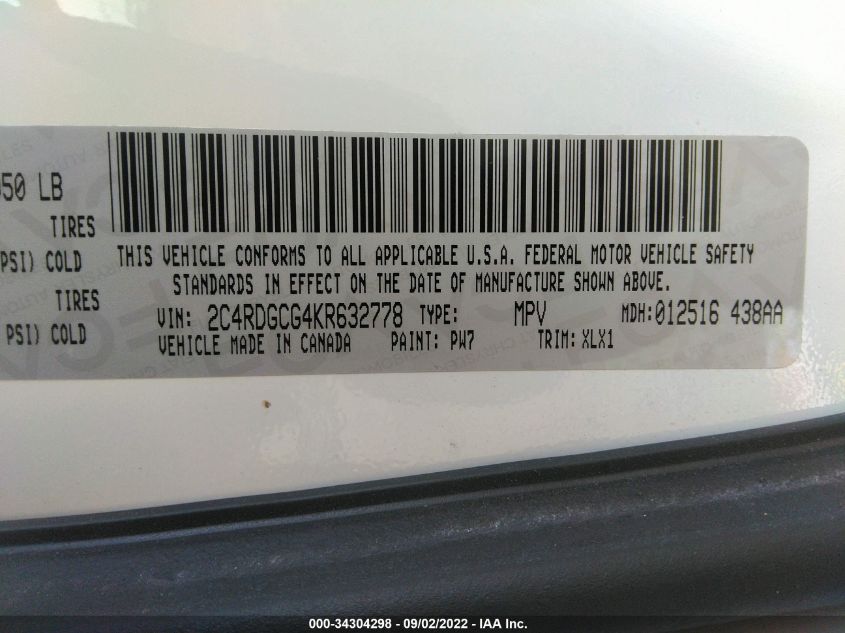 50 LB
TIRES
PSI) COLD
TIRES
PSI) COLD
THIS VEHICLE CONFORMS TO ALL APPLICABLE U.S.A. FEDERAL MOTOR VEHICLE SAFETY
STANDARDS IN EFFECT ON THE DATE OF MANUFACTURE SHOWN ABOVE.
VIN: 2C4RDGCG4KR632778 TYPE: MPV MDH:012516 438AA
VEHICLE MADE IN CANADA PAINT: PW7 TRIM: XLX1
000-34304298 - 09/02/2022 - IAA Inc.